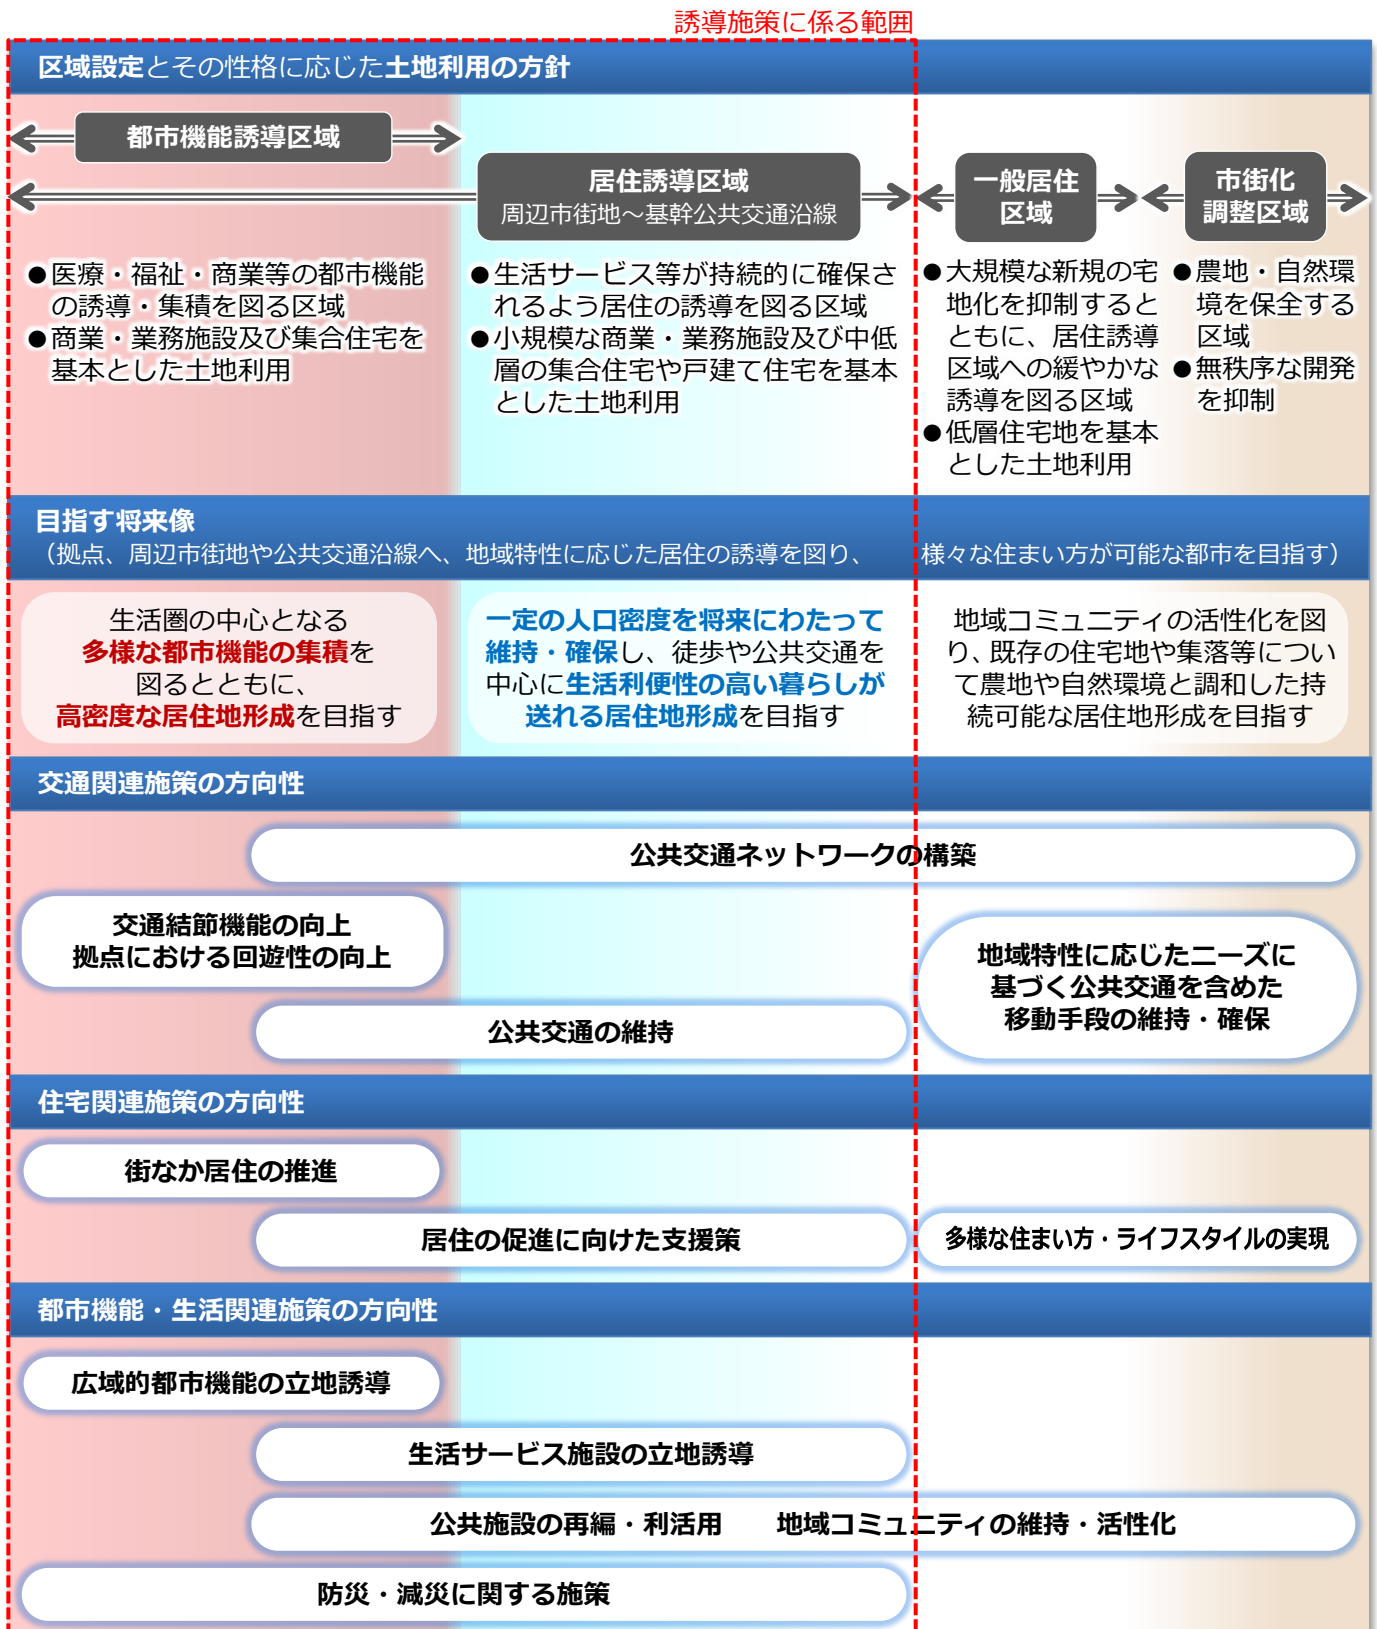 誘導施策に係る範囲
区域設定とその性格に応じた土地利用の方針
都市機能誘導区域
居住誘導区域
周辺市街地～基幹公共交通沿線
一般居住
区域
市街化
調整区域
●医療・福祉・商業等の都市機能
の誘導・集積を図る区域
●商業・業務施設及び集合住宅を
基本とした土地利用
●生活サービス等が持続的に確保さ
れるよう居住の誘導を図る区域
●小規模な商業・業務施設及び中低
層の集合住宅や戸建て住宅を基本
とした土地利用
●大規模な新規の宅
地化を抑制すると
ともに、居住誘導
区域への緩やかな
誘導を図る区域
●低層住宅地を基本
とした土地利用
●農地・自然環
境を保全する
区域
●無秩序な開発
を抑制
目指す将来像
（拠点、周辺市街地や公共交通沿線へ、地域特性に応じた居住の誘導を図り、　　様々な住まい方が可能な都市を目指す）
生活圏の中心となる
多様な都市機能の集積を
図るとともに、
高密度な居住地形成を目指す
一定の人口密度を将来にわたって
維持・確保し、徒歩や公共交通を
中心に生活利便性の高い暮らしが
送れる居住地形成を目指す
地域コミュニティの活性化を図
り、既存の住宅地や集落等につい
て農地や自然環境と調和した持
続可能な居住地形成を目指す
交通関連施策の方向性
公共交通ネットワークの構築
交通結節機能の向上
拠点における回遊性の向上
地域特性に応じたニーズに
基づく公共交通を含めた
移動手段の維持・確保
公共交通の維持
住宅関連施策の方向性
街なか居住の推進
居住の促進に向けた支援策
多様な住まい方・ライフスタイルの実現
都市機能・生活関連施策の方向性
広域的都市機能の立地誘導
生活サービス施設の立地誘導
公共施設の再編・利活用　　地域コミュニティの維持・活性化
防災・減災に関する施策